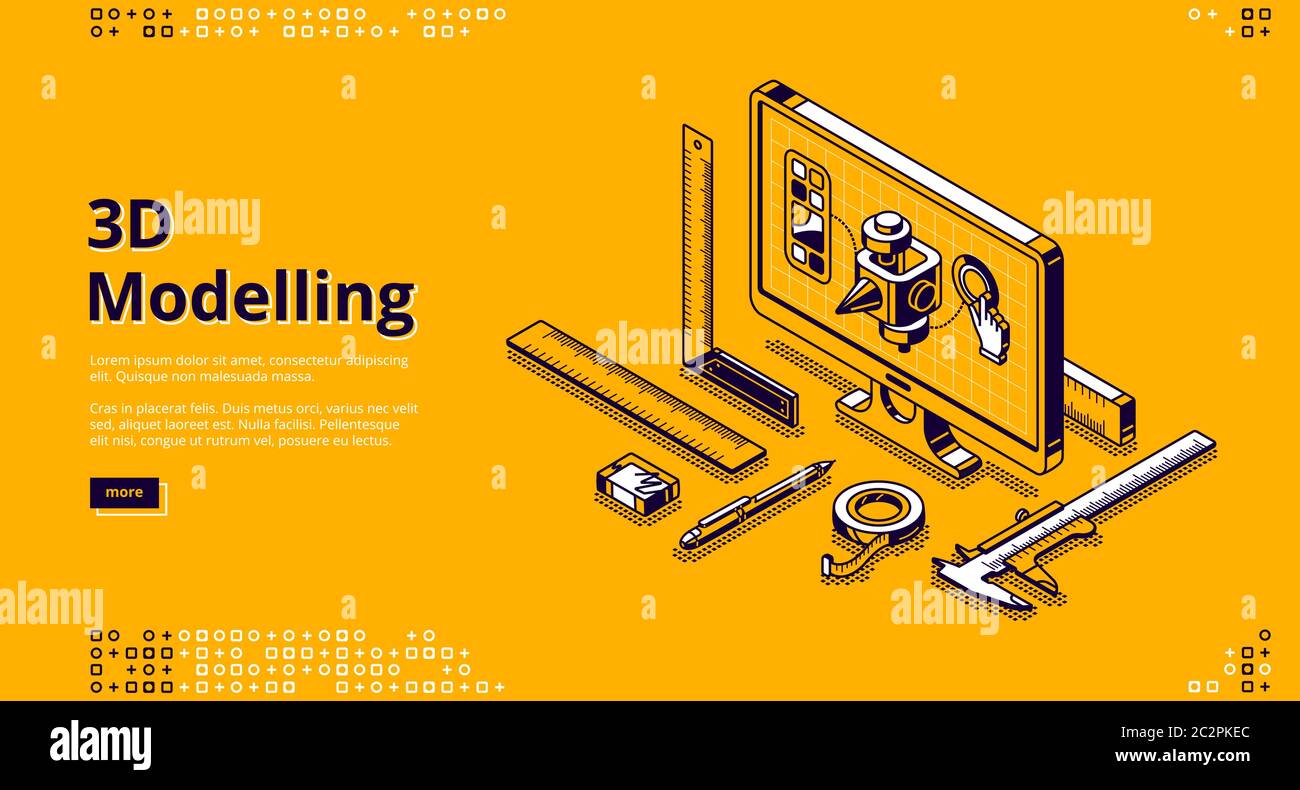 3D
Modelling
Lorem ipsum dolor sit amet, consectetur adipiscing
elit. Quisque non malesuada massa.
Cras in placerat felis. Duis metus orci, varius nec velit
sed, aliquet laoreet est. Nulla facilisi. Pellentesque
elit nisi, congue ut rutrum vel, posuere eu lectus.
more
a a a a a
alamy a alamy
a alamy a a
a a a
alamy a a alamy a
alamy
Image ID: 2C2PKEC
www.alamy.com